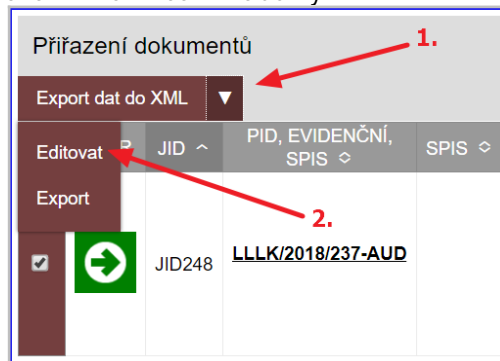 Přiřazení dokumentů
1.
Export dat do XML ▼
Editovat
JID
PID, EVIDENČNÍ,
SPIS
SPIS
Export
2.
JID248
LLLK/2018/237-AUD